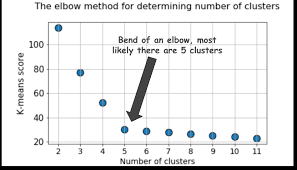 The elbow method for determining number of clusters
Bend of an elbow, most
likely there are 5 clusters
K-means score
100
80
60
40
20
2 3 4 5 6 7 8 9 10 11
Number of clusters